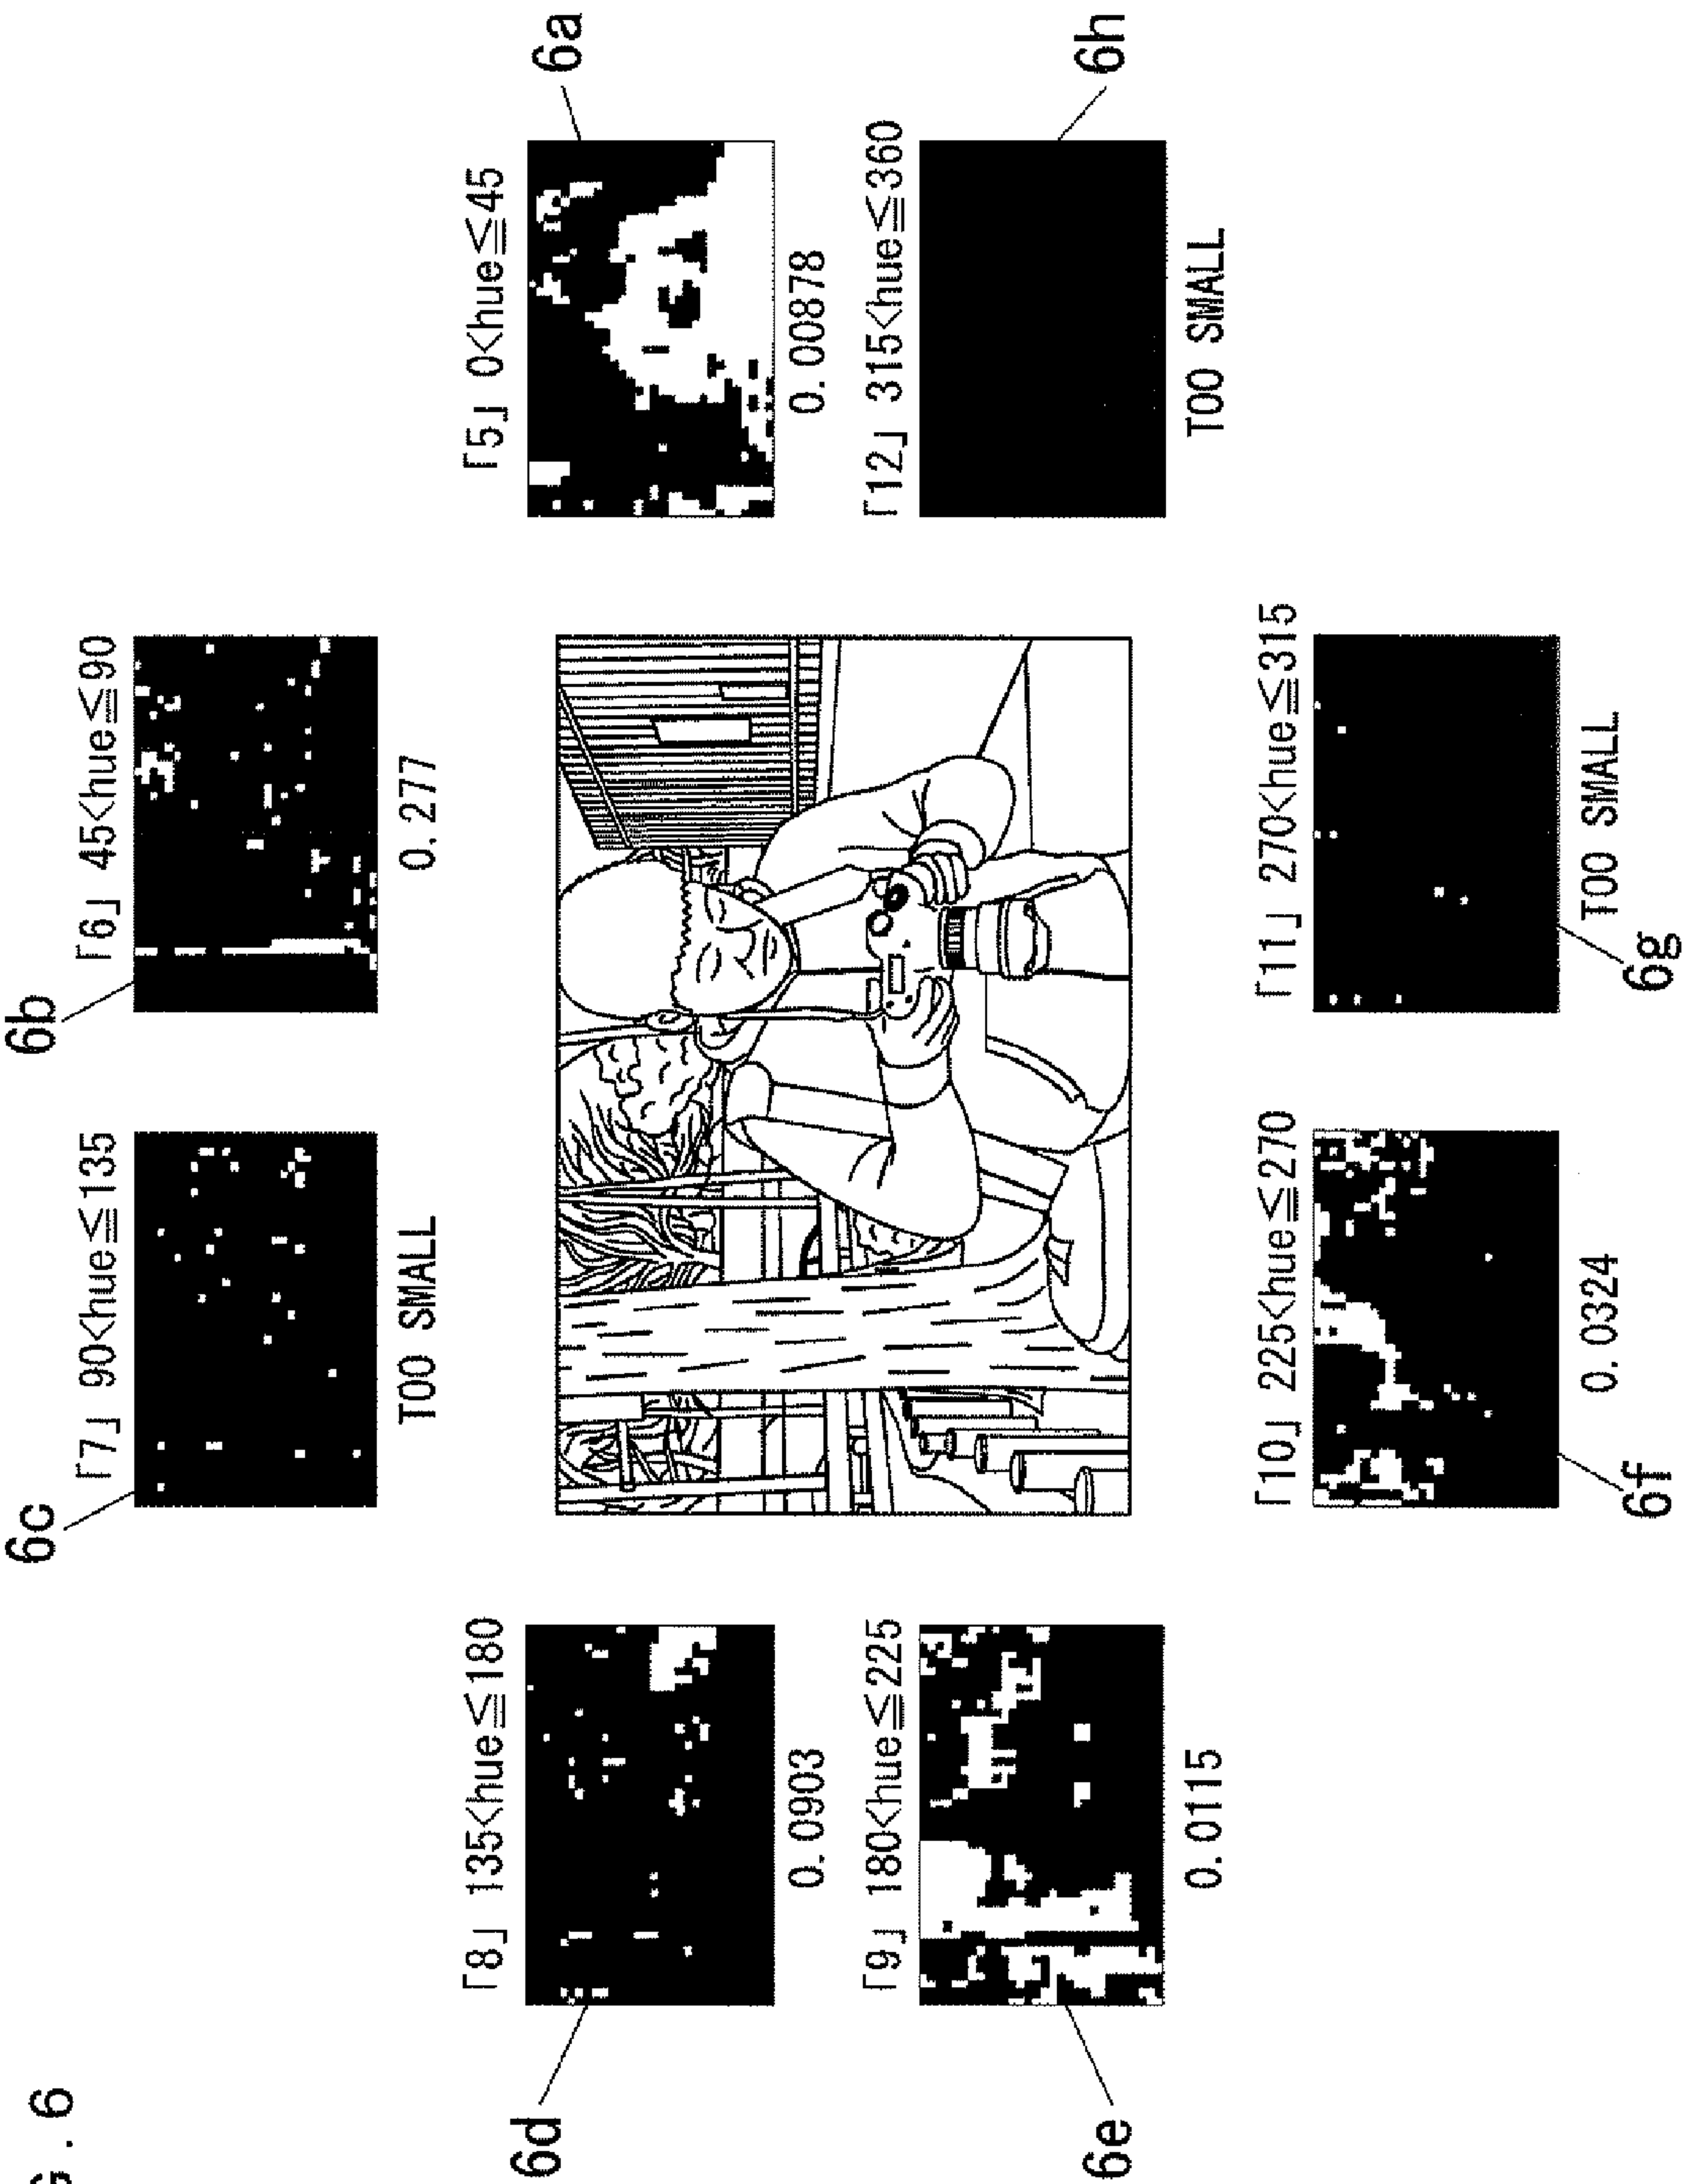 . 6
6c
6b
「7」 90<hue≦135
「6」 45<hue≦90
TOO SMALL
0.277
「8」 135<hue≦180
「5」 0<hue≦45
6d
6a
0.0903
0.00878
「9」 180<hue≦225
「12」 315<hue≦360
6e
6h
0.0115
TOO SMALL
「10」 225<hue≦270
「11」 270<hue≦315
0.0324
TOO SMALL
6f
6g